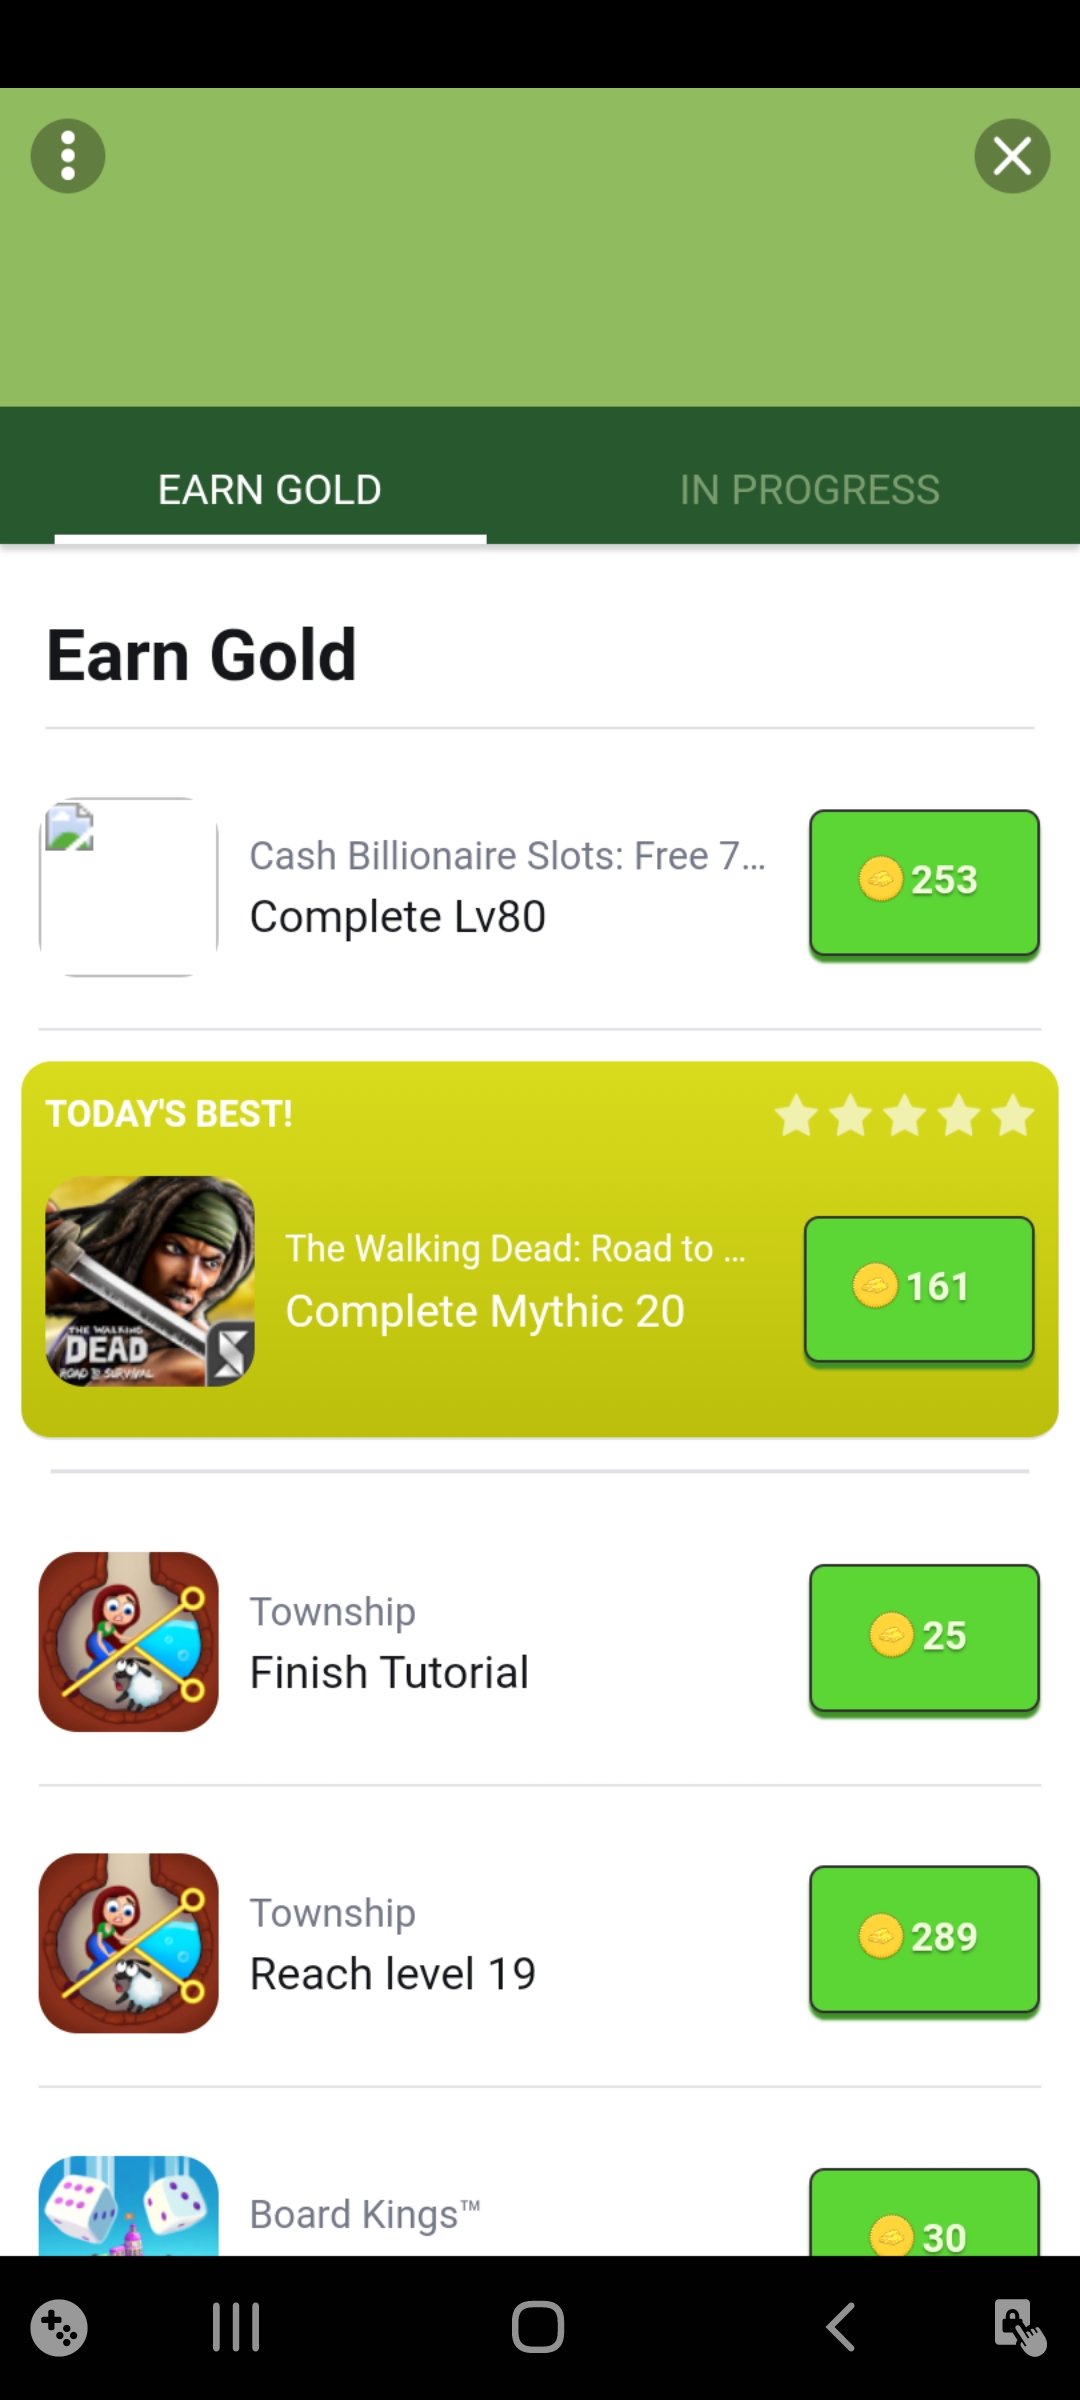 EARN GOLD
IN PROGRESS
Earn Gold
Cash Billionaire Slots: Free 7...
Complete Lv80
253
TODAY'S BEST!
THE WALKING
DEAD
ROAD TO SURVIVAL
The Walking Dead: Road to ...
Complete Mythic 20
161
Township
Finish Tutorial
25
Township
Reach level 19
289
Board Kings™
30